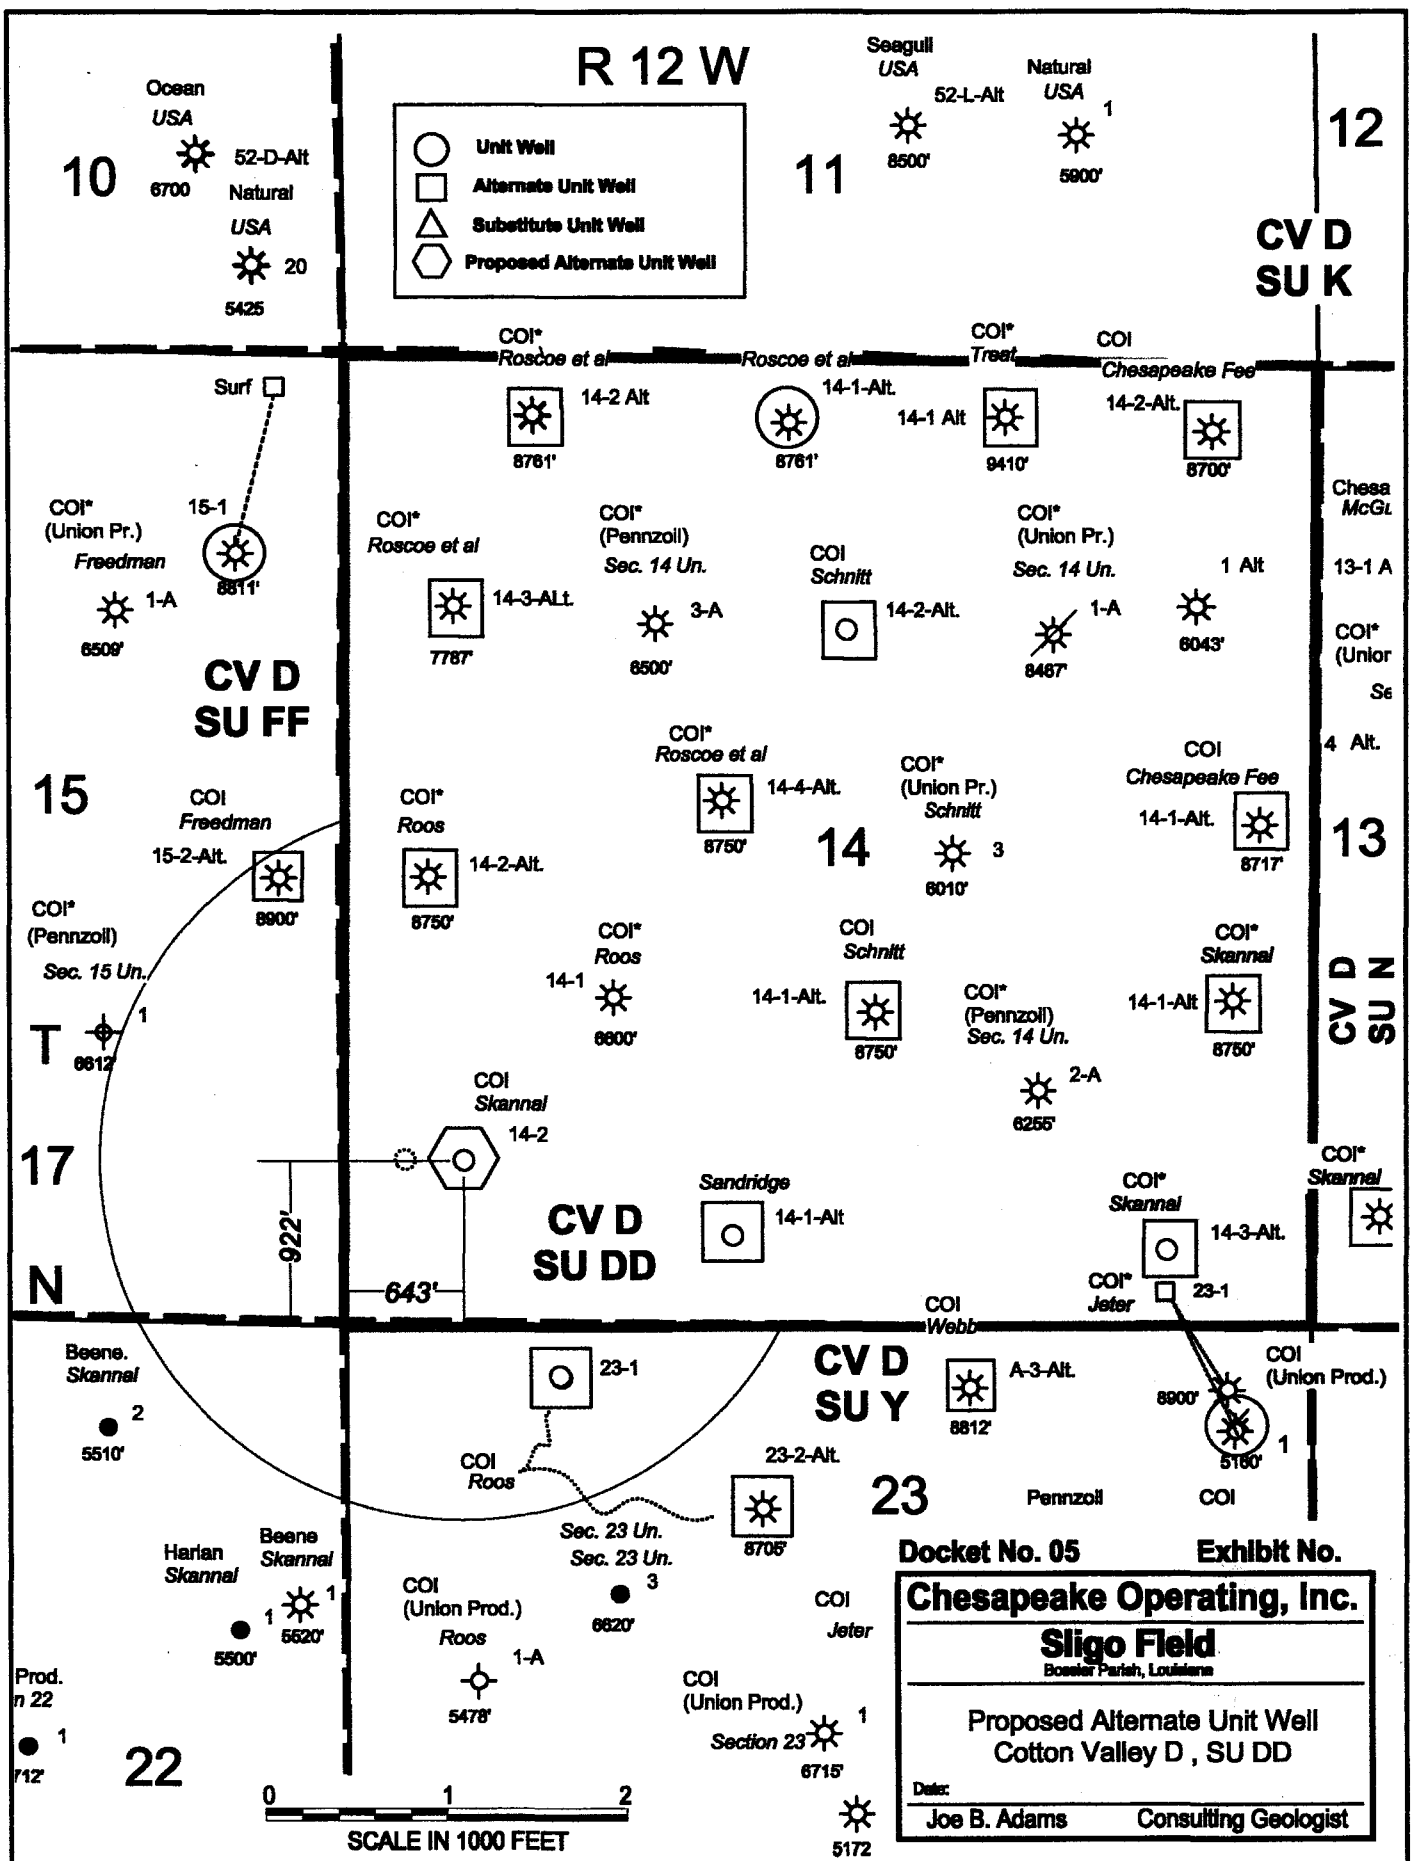 R 12 W
Seagull
USA
52-L-Alt
8500'
Natural
USA
1
5900'
12
Ocean
USA
52-D-Alt
6700
10
Natural
USA
20
5425
Unit Well
Alternate Unit Well
Substitute Unit Well
Proposed Alternate Unit Well
11
CV D
SU K
COI*
Roscoe et al
14-2 Alt
8761'
Roscoe et al
14-1-Alt.
8761'
COI*
Treat
14-1 Alt
9410'
COI
Chesapeake Fee
14-2-Alt.
8700'
Surf
15-1
8811'
COI*
(Union Pr.)
Freedman
1-A
6509'
CV D
SU FF
COI*
Roscoe et al
14-3-ALt.
7787'
COI*
(Pennzoil)
Sec. 14 Un.
3-A
6500'
COI
Schnitt
14-2-Alt.
COI*
(Union Pr.)
Sec. 14 Un.
1-A
8467'
1 Alt
6043'
Chesa
McGu
13-1 A
COI*
(Unior
Se
4 Alt.
15
COI
Freedman
15-2-Alt.
8900'
COI*
Roos
14-2-Alt.
8750'
COI*
Roscoe et al
14-4-Alt.
8750'
14
COI*
(Union Pr.)
Schnitt
3
6010'
COI
Chesapeake Fee
14-1-Alt.
8717'
13
COI*
(Pennzoil)
Sec. 15 Un.
1
6612'
T
17
N
COI*
Roos
14-1
6600'
COI
Schnitt
14-1-Alt.
8750'
COI*
(Pennzoil)
Sec. 14 Un.
2-A
6255'
COI*
Skannal
14-1-Alt
8750'
CV D
SU N
COI
Skannal
14-2
922'
643'
CV D
SU DD
Sandridge
14-1-Alt
COI*
Skannal
14-3-Alt.
COI*
Skannal
COI*
Jeter
23-1
Beene.
Skannal
2
5510'
23-1
COI
Roos
CV D
SU Y
COI
Webb
A-3-Alt.
8812'
8900'
COI
(Union Prod.)
1
5160'
23-2-Alt.
8705'
23
Pennzoil
COI
Harlan
Skannal
1
5500'
Beene
Skannal
1
5520'
Sec. 23 Un.
Sec. 23 Un.
3
6620'
COI
(Union Prod.)
Roos
1-A
5478'
COI
Jeter
COI
(Union Prod.)
Section 23
1
6715'
5172
Prod.
n 22
1
712'
22
0 1 2
SCALE IN 1000 FEET
Docket No. 05 Exhibit No.
Chesapeake Operating, Inc.
Sligo Field
Bossier Parish, Louisiana
Proposed Alternate Unit Well
Cotton Valley D , SU DD
Date:
Joe B. Adams Consulting Geologist